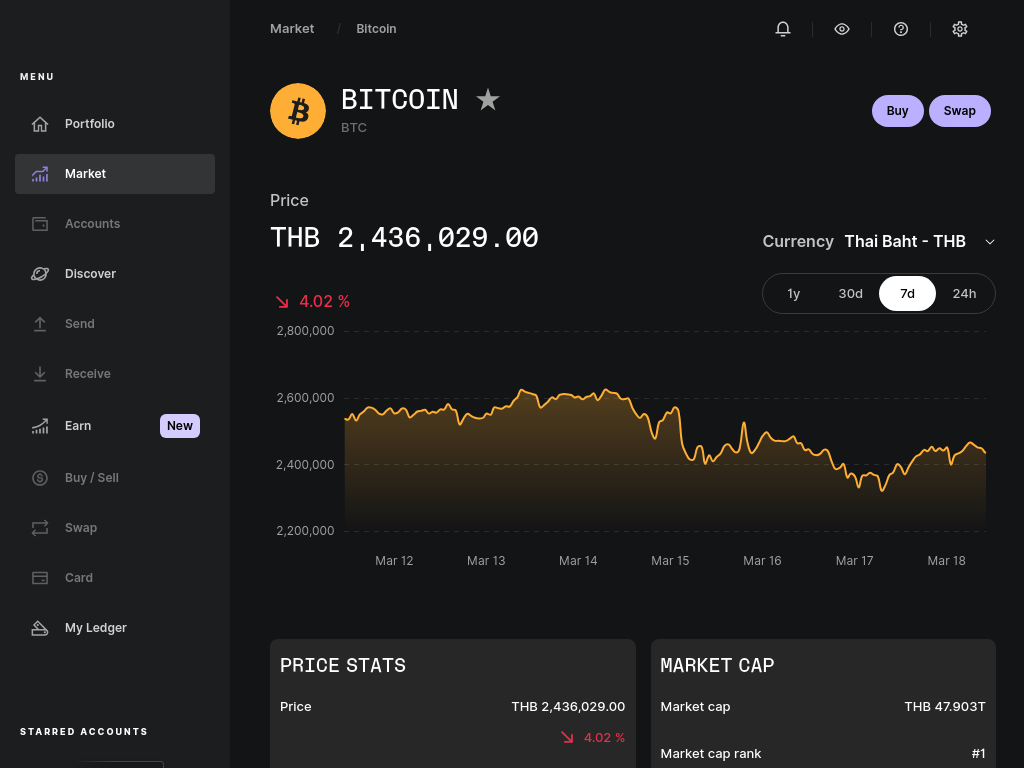 MENU
Portfolio
Market
Accounts
Discover
Send
Receive
Earn New
Buy / Sell
Swap
Card
My Ledger
STARRED ACCOUNTS
Market / Bitcoin
BITCOIN
BTC
Buy Swap
Price
THB 2,436,029.00
Currency Thai Baht - THB
4.02 %
1y 30d 7d 24h
2,800,000
2,600,000
2,400,000
2,200,000
Mar 12 Mar 13 Mar 14 Mar 15 Mar 16 Mar 17 Mar 18
PRICE STATS
Price THB 2,436,029.00
4.02 %
MARKET CAP
Market cap THB 47.903T
Market cap rank #1